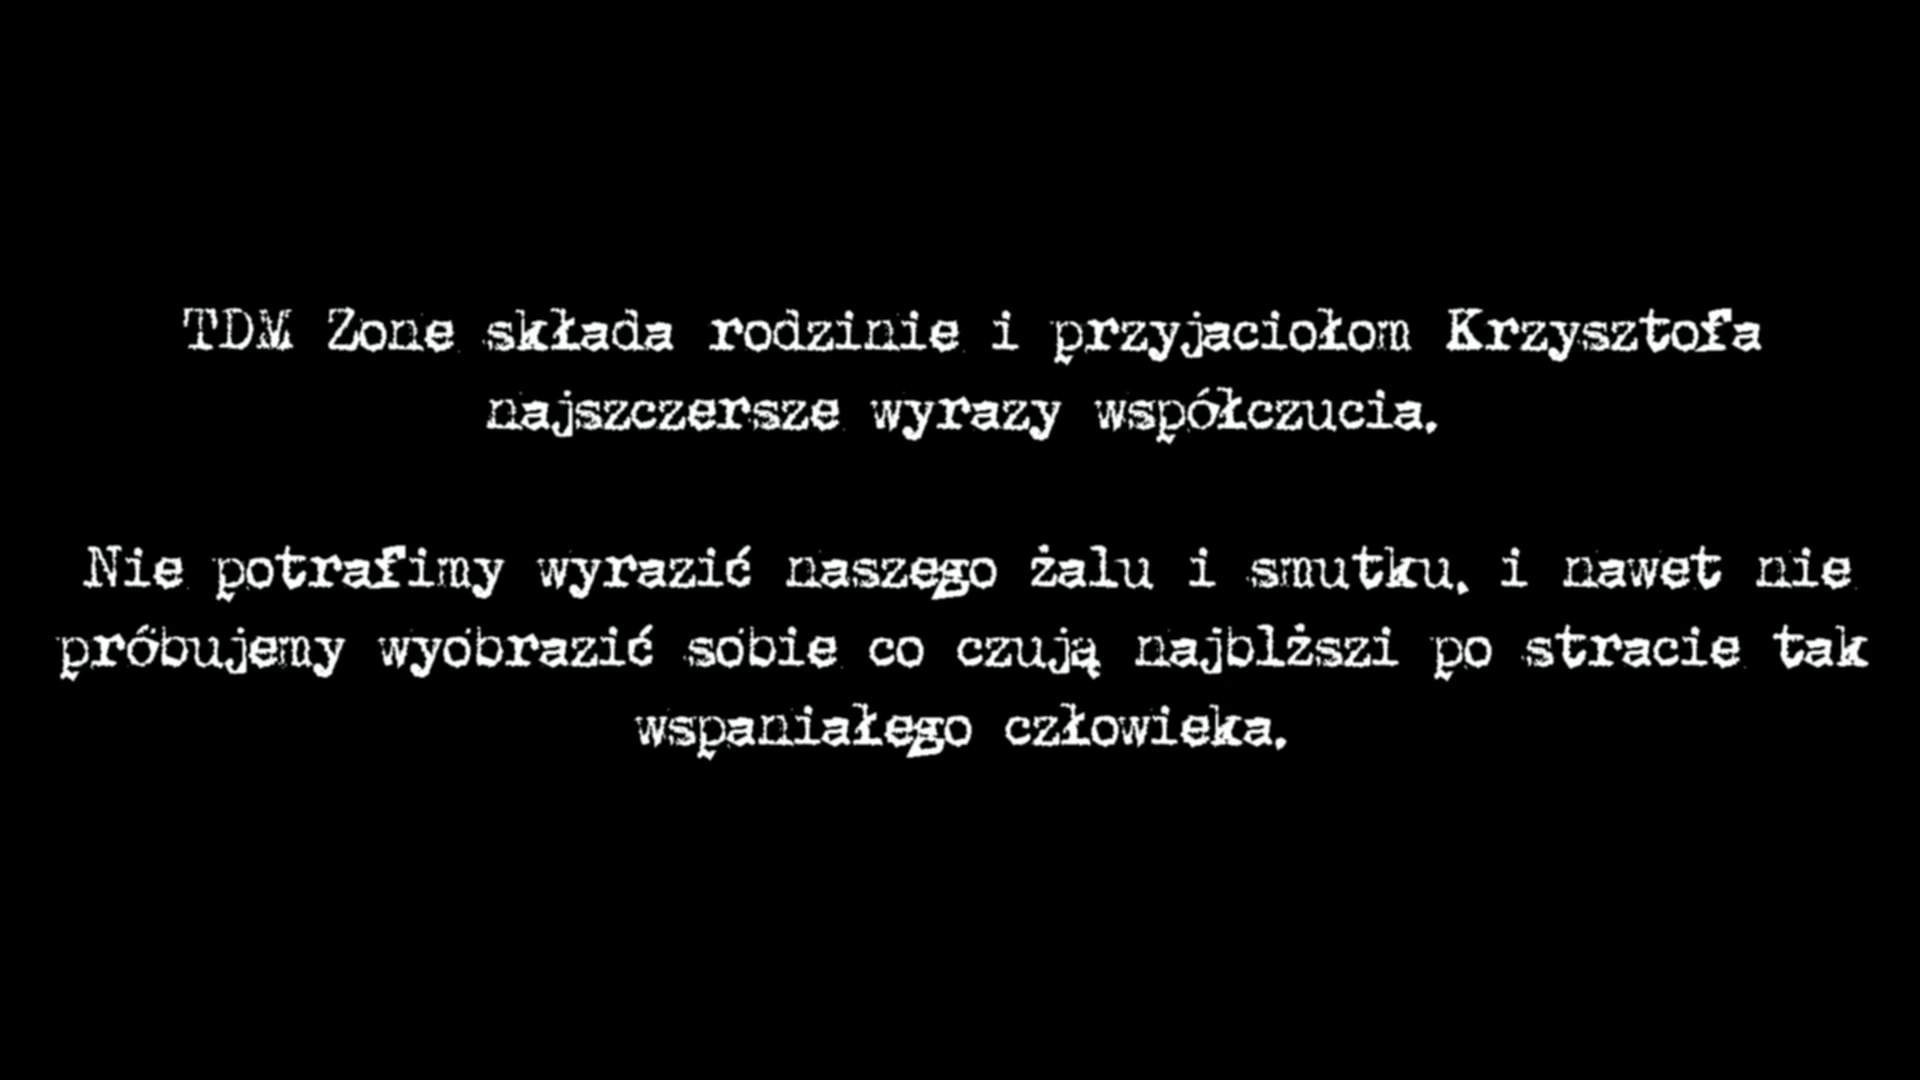 TDM Zone składa rodzinie i przyjaciołom Krzysztofa
najszczersze wyrazy współczucia.
Nie potrafimy wyrazić naszego żalu i smutku, i nawet nie
próbujemy wyobrazić sobie co czują najblższi po stracie tak
wspaniałego człowieka.